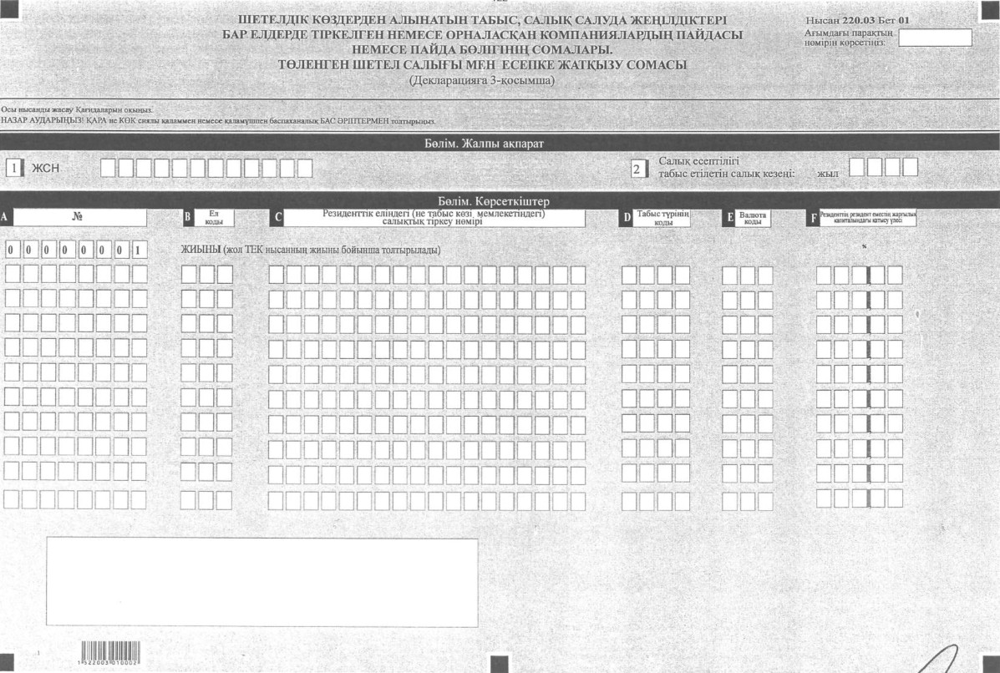 ШЕТЕЛДІК КӨЗДЕРДЕН АЛЫНАТЫН ТАБЫС, САЛЫҚ САЛУДА ЖЕҢІЛДІКТЕРІ
БАР ЕЛДЕРДЕ ТІРКЕЛГЕН НЕМЕСЕ ОРНАЛАСҚАН КОМПАНИЯЛАРДЫҢ ПАЙДАСЫ
НЕМЕСЕ ПАЙДА БӨЛІГІНІҢ СОМАЛАРЫ.
ТӨЛЕНГЕН ШЕТЕЛ САЛЫҒЫ МЕН ЕСЕПКЕ ЖАТҚЫЗУ СОМАСЫ
(Декларацияға 3-қосымша)
Нысан 220.03 Бет 01
Ағымдағы парақтың
нөмірін көрсетіңіз:
Осы нысанды жасау Қағидаларын оқыңыз.
НАЗАР АУДАРЫҢЫЗ! ҚАРА не КӨК сиялы қаламмен немесе қаламұшпен баспаханалық БАС ӘРІПТЕРМЕН толтырыңыз.
Бөлім. Жалпы ақпарат
1 ЖСН
2 Салық есептілігі
табыс етілетін салық кезеңі: жыл
Бөлім. Көрсеткіштер
A №
B Ел
коды
C Резиденттік еліндегі (не табыс көзі мемлекетіндегі)
салықтық тіркеу нөмірі
D Табыс түрінің
коды
E Валюта
коды
F Резиденттің резидент еместің жарғылық
капиталындағы қатысу үлесі
0 0 0 0 0 0 0 1 ЖИЫНЫ (жол ТЕК нысанның жиыны бойынша толтырылады) %
1 522003 010002